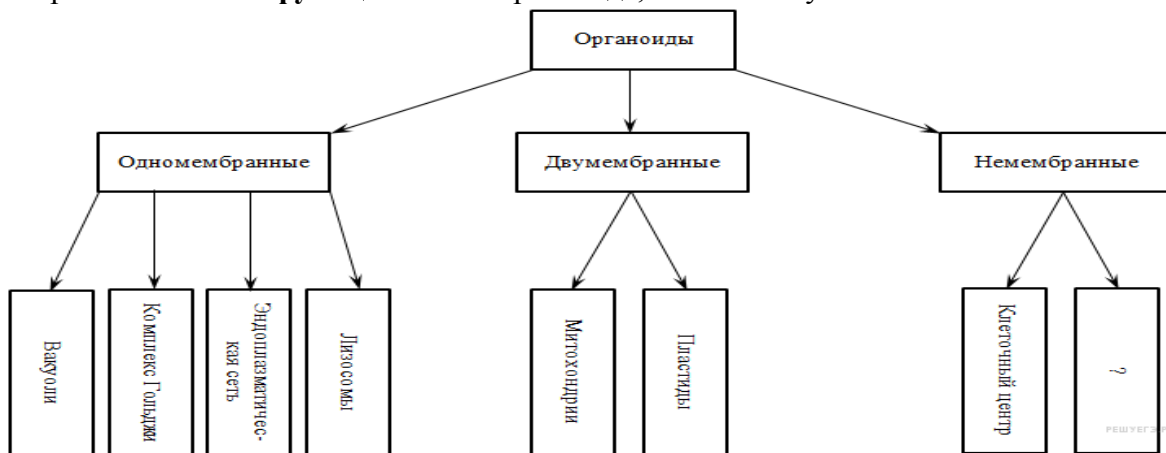 Органоиды
Одномембранные
Двумембранные
Немембранные
Вакуоли
Комплекс Гольджи
Эндоплазматичес-
кая сеть
Лизосомы
Митохондрии
Пластиды
Клеточный центр
?